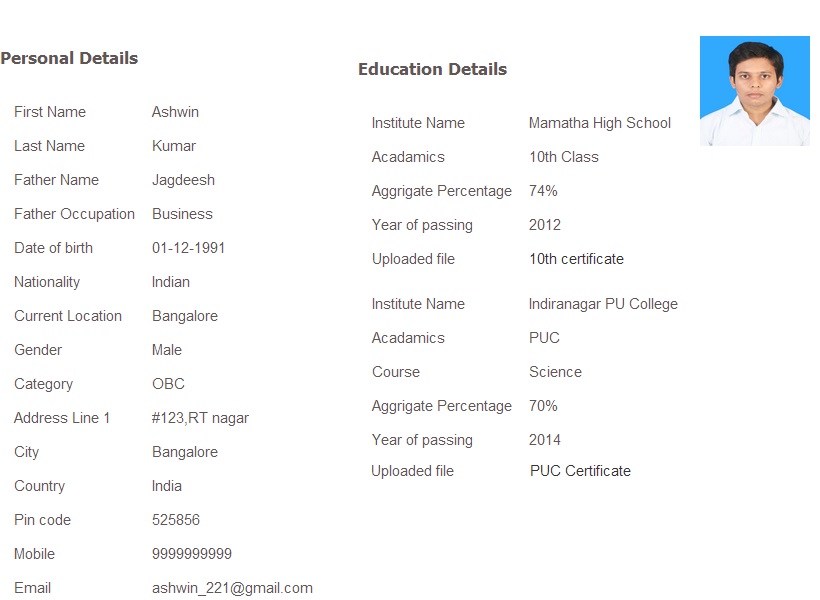 Personal Details
First Name Ashwin
Last Name Kumar
Father Name Jagdeesh
Father Occupation Business
Date of birth 01-12-1991
Nationality Indian
Current Location Bangalore
Gender Male
Category OBC
Address Line 1 #123,RT nagar
City Bangalore
Country India
Pin code 525856
Mobile 9999999999
Email ashwin_221@gmail.com
Education Details
Institute Name Mamatha High School
Acadamics 10th Class
Aggrigate Percentage 74%
Year of passing 2012
Uploaded file 10th certificate
Institute Name Indiranagar PU College
Acadamics PUC
Course Science
Aggrigate Percentage 70%
Year of passing 2014
Uploaded file PUC Certificate